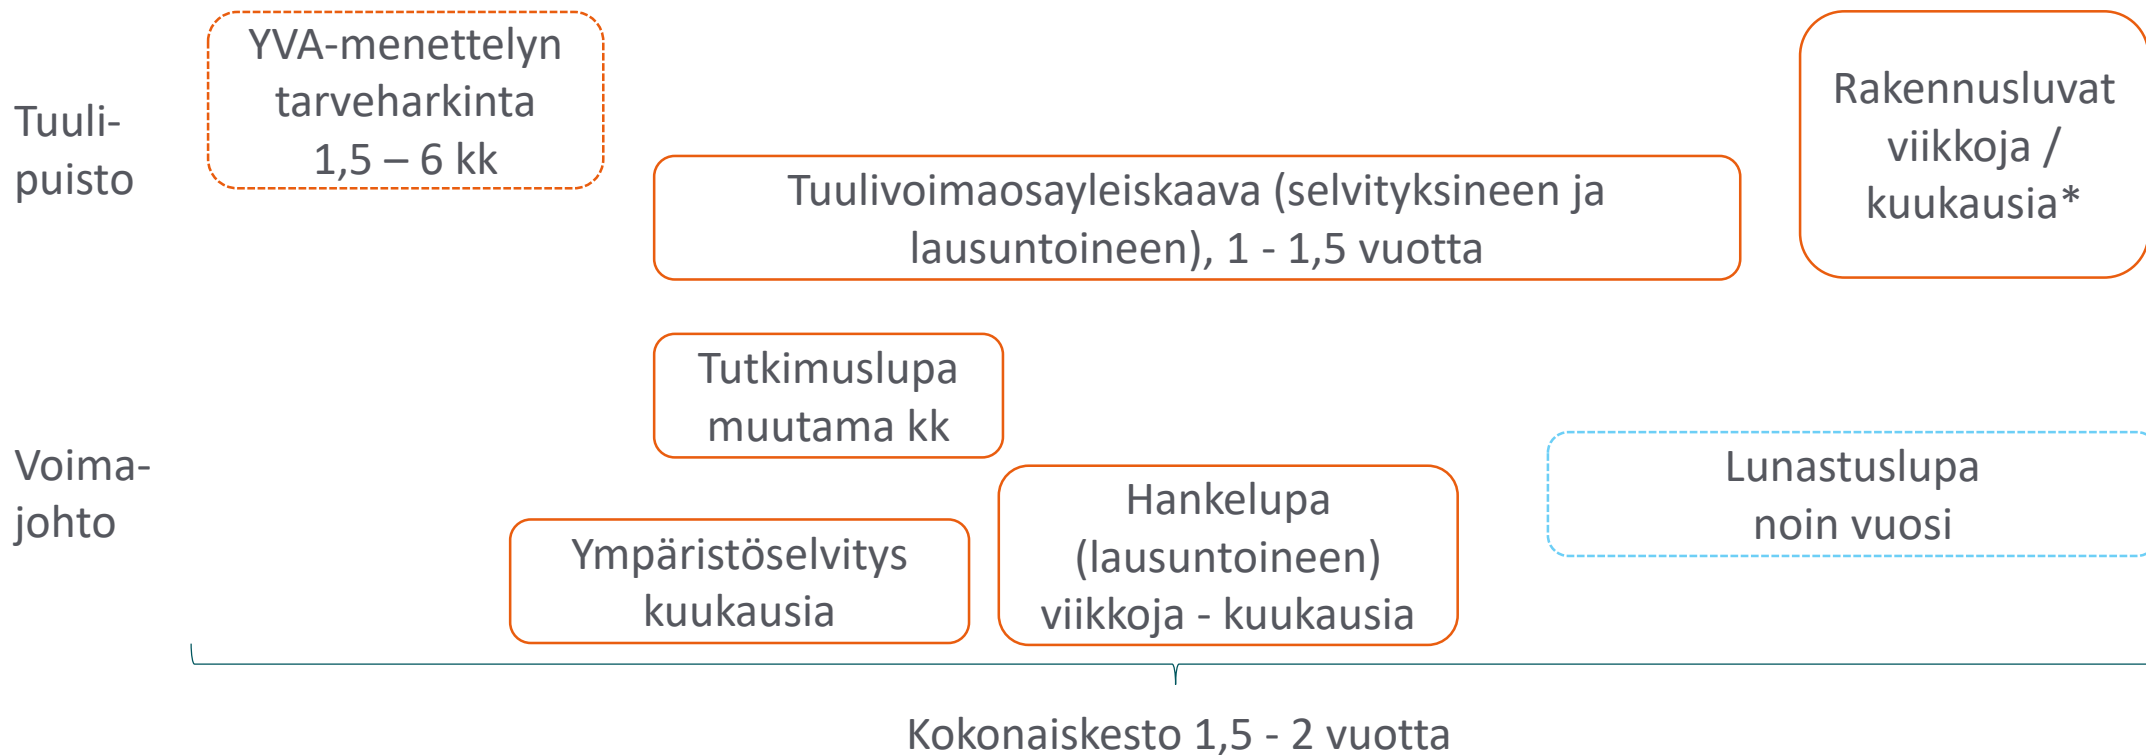 YVA-menettelyn
tarveharkinta
1,5 – 6 kk
Tuuli-
puisto
Rakennusluvat
viikkoja /
kuukausia*
Tuulivoimaosayleiskaava (selvityksineen ja
lausuntoineen), 1 - 1,5 vuotta
Tutkimuslupa
muutama kk
Voima-
johto
Ympäristöselvitys
kuukausia
Hankelupa
(lausuntoineen)
viikkoja - kuukausia
Lunastuslupa
noin vuosi
Kokonaiskesto 1,5 - 2 vuotta